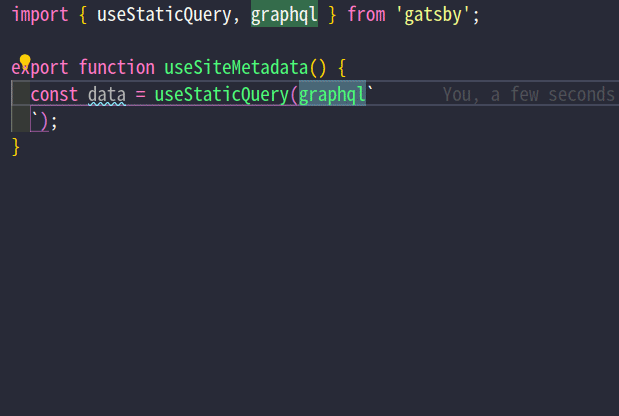 import { useStaticQuery, graphql } from 'gatsby';
export function useSiteMetadata() {
const data = useStaticQuery(graphql` You, a few seconds
`);
}